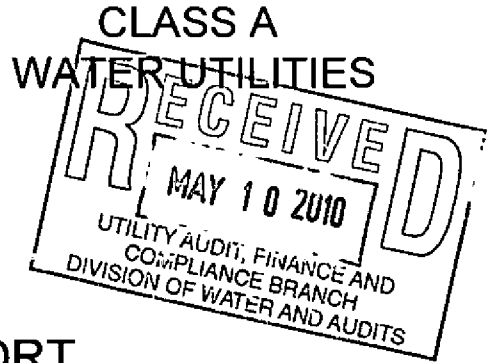 CLASS A
WATER UTILITIES
RECEIVED
MAY 10 2010
UTILITY AUDIT, FINANCE AND
COMPLIANCE BRANCH
DIVISION OF WATER AND AUDITS
ORT